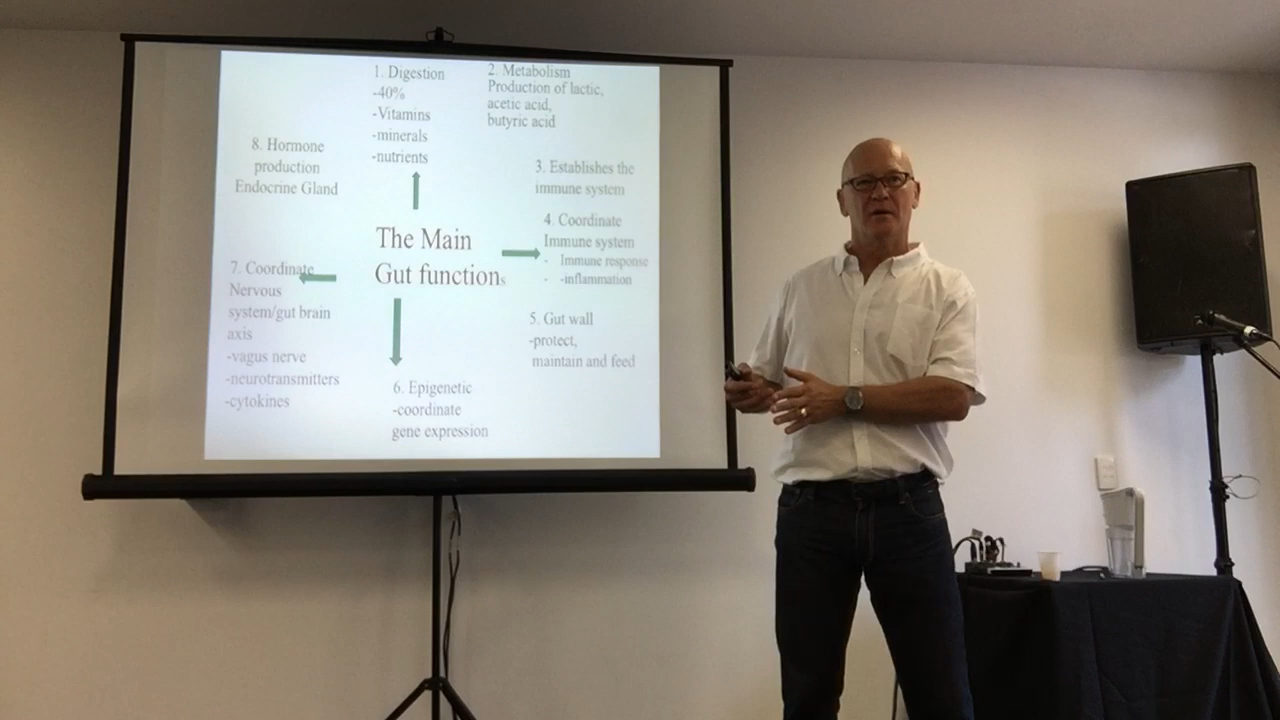 1. Digestion
-40%
-Vitamins
-minerals
-nutrients
2. Metabolism
Production of lactic,
acetic acid,
butyric acid
3. Establishes the
immune system
4. Coordinate
Immune system
- Immune response
- -inflammation
5. Gut wall
-protect,
maintain and feed
6. Epigenetic
-coordinate
gene expression
7. Coordinate
Nervous
system/gut brain
axis
-vagus nerve
-neurotransmitters
-cytokines
8. Hormone
production
Endocrine Gland
The Main
Gut functions